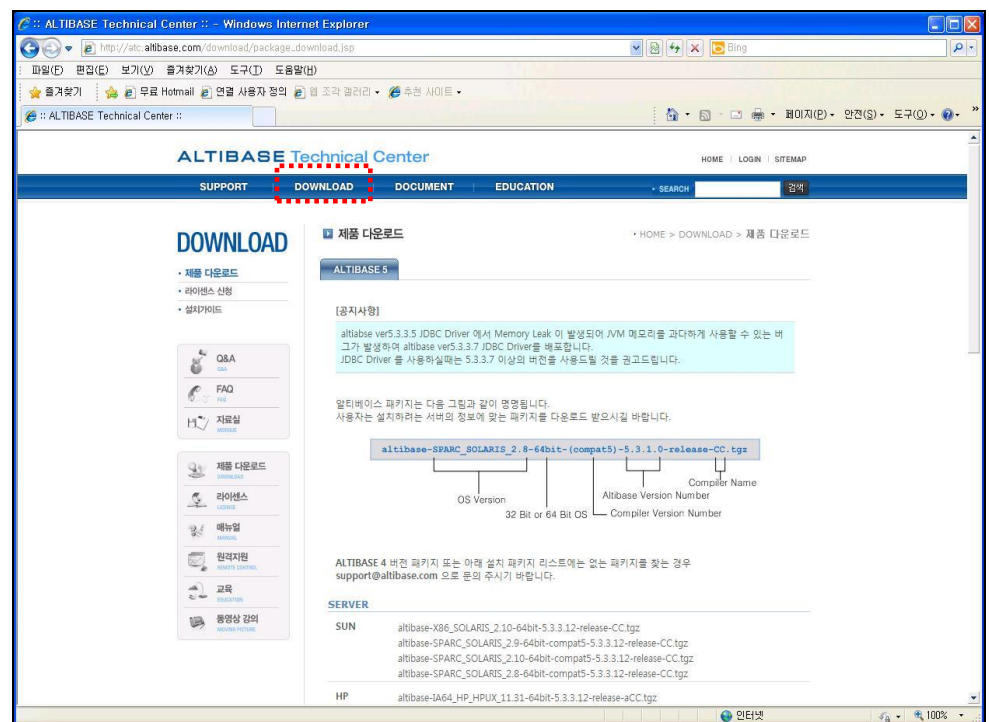 :: ALTIBASE Technical Center :: - Windows Internet Explorer
http://atc.altibase.com/download/package_download.jsp
Bing
파일(F) 편집(E) 보기(V) 즐겨찾기(A) 도구(T) 도움말(H)
즐겨찾기 무료 Hotmail 연결 사용자 정의 웹 조각 갤러리 추천 사이트
:: ALTIBASE Technical Center ::
페이지(P) 안전(S) 도구(O) »
ALTIBASE Technical Center
HOME | LOGIN | SITEMAP
SUPPORT DOWNLOAD DOCUMENT EDUCATION
SEARCH 검색
DOWNLOAD
제품 다운로드
라이센스 신청
설치가이드
Q&A
Q&A
FAQ
FAQ
자료실
제품 다운로드
DOWNLOAD
라이센스
LICENSE
매뉴얼
MANUAL
원격지원
REMOTE CONTROL
교육
EDUCATION
동영상 강의
MOVING PICTURE
제품 다운로드
HOME > DOWNLOAD > 제품 다운로드
ALTIBASE 5
[공지사항]
altiabse ver5.3.3.5 JDBC Driver 에서 Memory Leak 이 발생되어 JVM 메모리를 과다하게 사용할 수 있는 버
그가 발생하여 altibase ver5.3.3.7 JDBC Driver를 배포합니다.
JDBC Driver 를 사용하실때는 5.3.3.7 이상의 버전을 사용드릴 것을 권고드립니다.
알티베이스 패키지는 다음 그림과 같이 명명됩니다.
사용자는 설치하려는 서버의 정보에 맞는 패키지를 다운로드 받으시길 바랍니다.
altibase-SPARC_SOLARIS_2.8-64bit-(compat5)-5.3.1.0-release-CC.tgz
Compiler Name
OS Version
Altibase Version Number
32 Bit or 64 Bit OS
Compiler Version Number
ALTIBASE 4 버전 패키지 또는 아래 설치 패키지 리스트에는 없는 패키지를 찾는 경우
support@altibase.com 으로 문의 주시기 바랍니다.
SERVER
SUN
altibase-X86_SOLARIS_2.10-64bit-5.3.3.12-release-CC.tgz
altibase-SPARC_SOLARIS_2.9-64bit-compat5-5.3.3.12-release-CC.tgz
altibase-SPARC_SOLARIS_2.10-64bit-compat5-5.3.3.12-release-CC.tgz
altibase-SPARC_SOLARIS_2.8-64bit-compat5-5.3.3.12-release-CC.tgz
HP
altibase-IA64_HP_HPUX_11.31-64bit-5.3.3.12-release-aCC.tgz
인터넷
100%